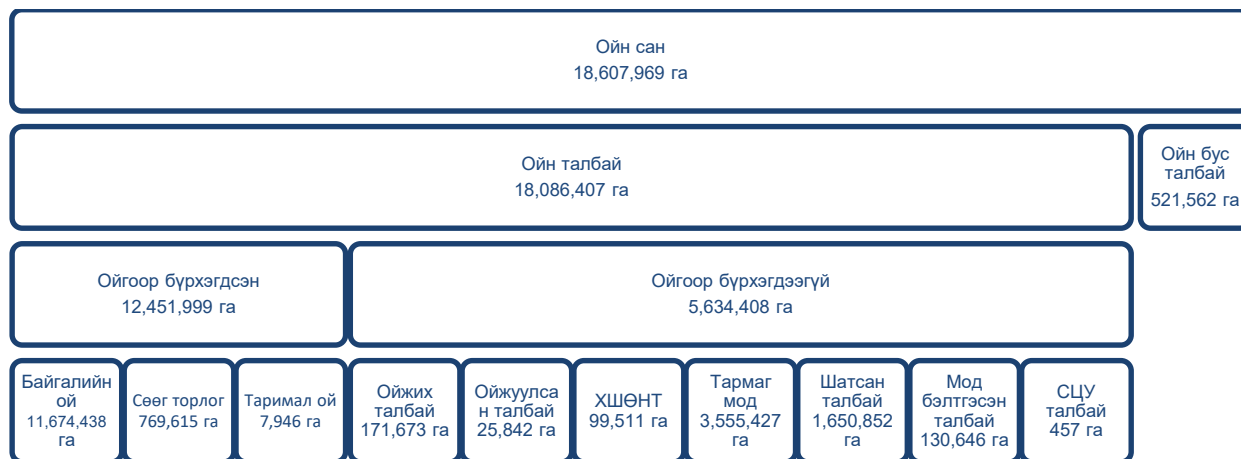 Ойн сан
18,607,969 га
Ойн талбай
18,086,407 га
Ойн бус
талбай
521,562 га
Ойгоор бүрхэгдсэн
12,451,999 га
Ойгоор бүрхэгдээгүй
5,634,408 га
Байгалийн
ой
11,674,438
га
Сөөг торлог
769,615 га
Таримал ой
7,946 га
Ойжих
талбай
171,673 га
Ойжуулса
н талбай
25,842 га
ХШӨНТ
99,511 га
Тармаг
мод
3,555,427
га
Шатсан
талбай
1,650,852
га
Мод
бэлтгэсэн
талбай
130,646 га
СЦУ
талбай
457 га